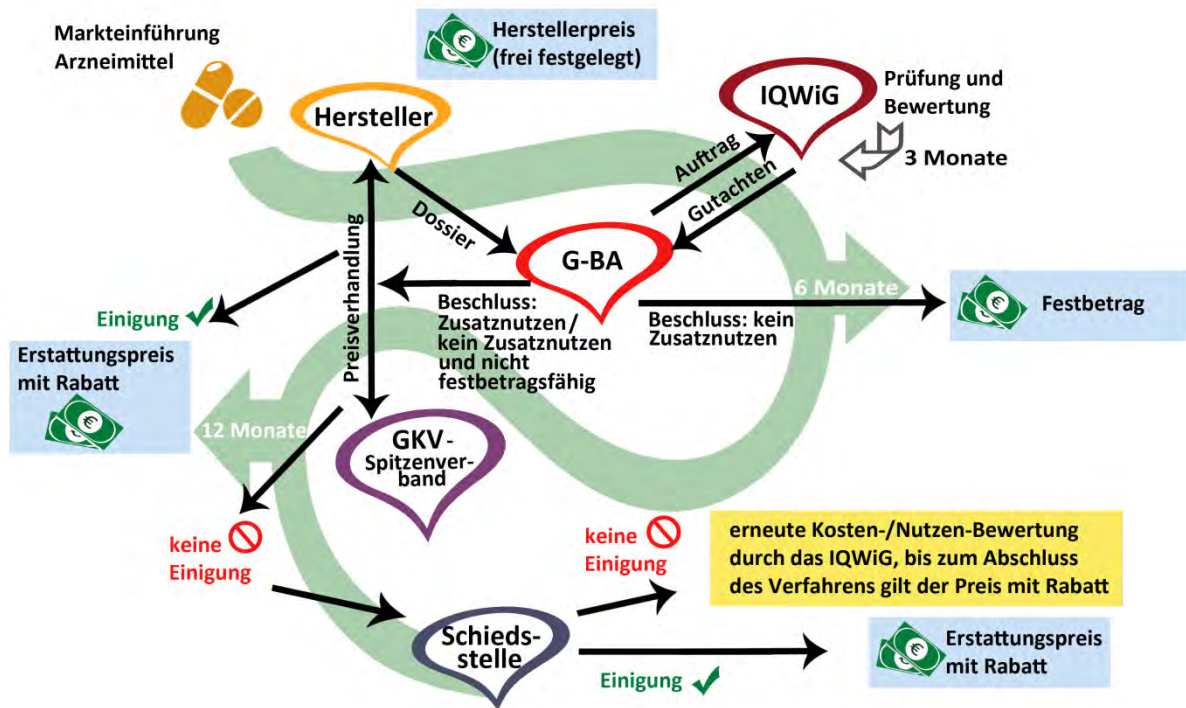 Markteinführung
Arzneimittel
Herstellerpreis
(frei festgelegt)
Hersteller
IQWiG
Prüfung und
Bewertung
3 Monate
Auftrag
Gutachten
Dossier
Preisverhandlung
G-BA
6 Monate
Festbetrag
Beschluss:
Zusatznutzen/
kein Zusatznutzen
und nicht
festbetragsfähig
Beschluss: kein
Zusatznutzen
Einigung
Erstattungspreis
mit Rabatt
12 Monate
GKV-
Spitzenver-
band
keine
Einigung
keine
Einigung
erneute Kosten-/Nutzen-Bewertung
durch das IQWiG, bis zum Abschluss
des Verfahrens gilt der Preis mit Rabatt
Schieds-
stelle
Einigung
Erstattungspreis
mit Rabatt